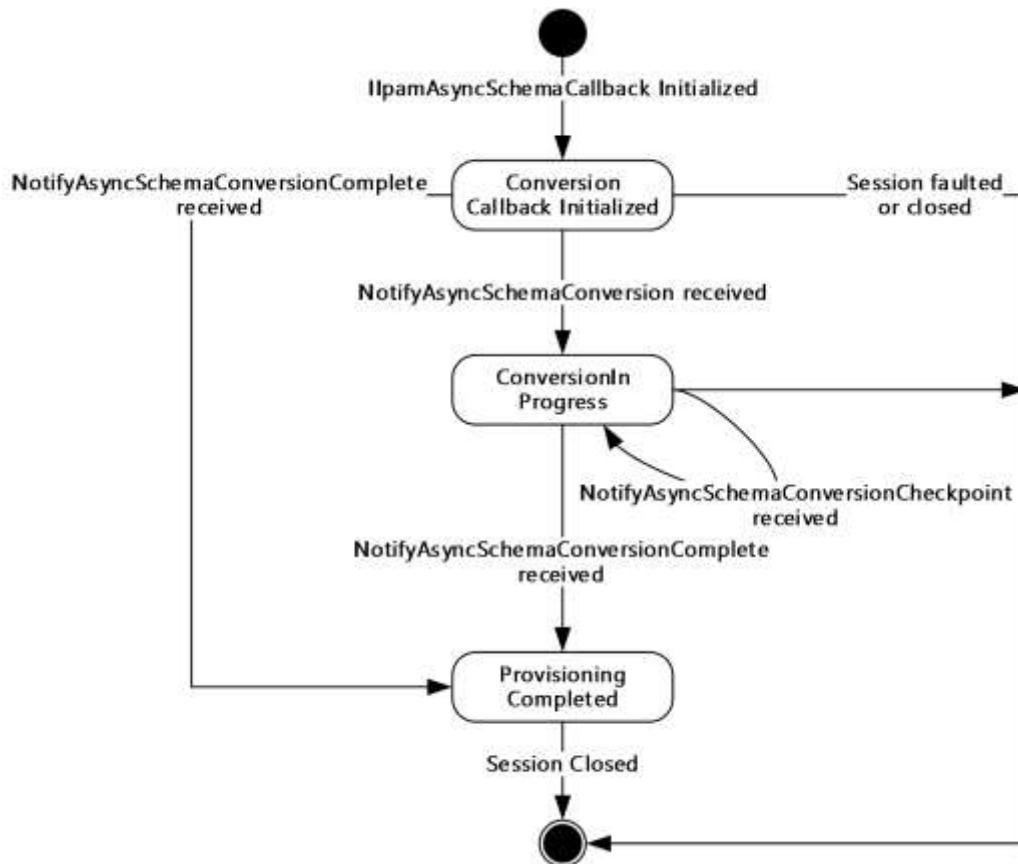 IIpamAsyncSchemaCallback Initialized
NotifyAsyncSchemaConversionComplete
received
Conversion
Callback Initialized
Session faulted
or closed
NotifyAsyncSchemaConversion received
ConversionIn
Progress
NotifyAsyncSchemaConversionCheckpoint
received
NotifyAsyncSchemaConversionComplete
received
Provisioning
Completed
Session Closed